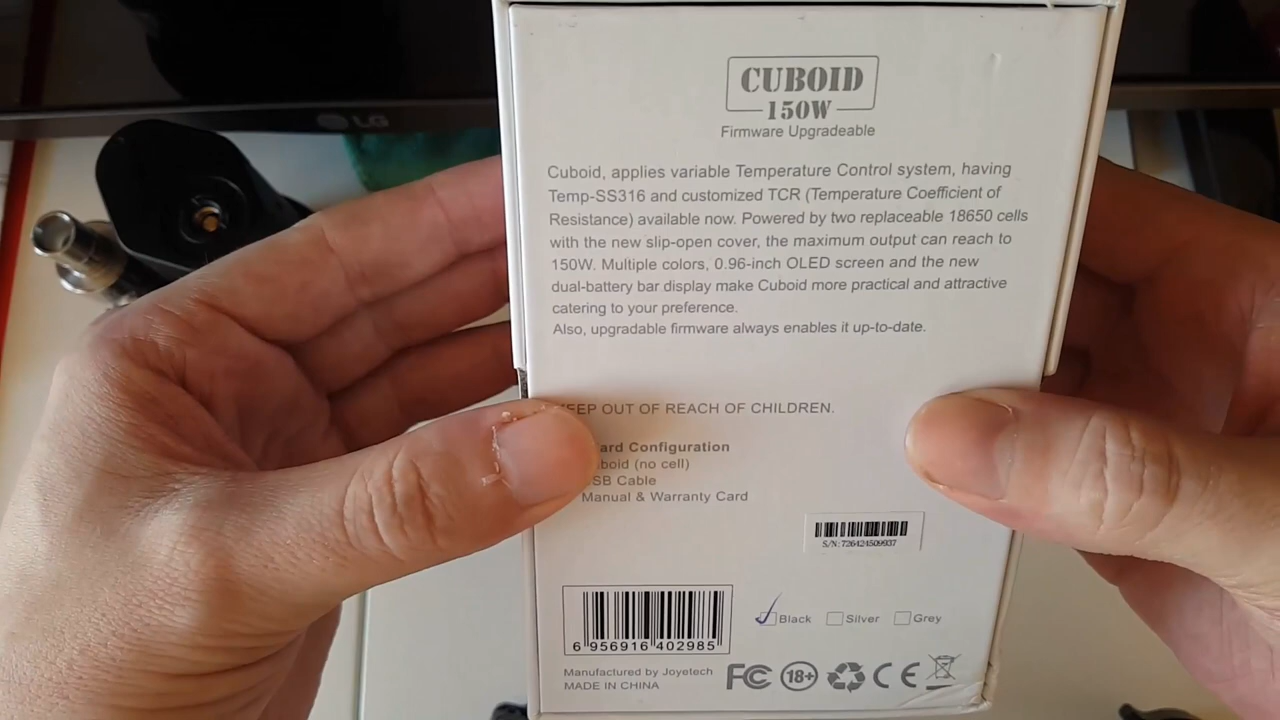 LG
CUBOID
150W
Firmware Upgradeable
Cuboid, applies variable Temperature Control system, having
Temp-SS316 and customized TCR (Temperature Coefficient of
Resistance) available now. Powered by two replaceable 18650 cells
with the new slip-open cover, the maximum output can reach to
150W. Multiple colors, 0.96-inch OLED screen and the new
dual-battery bar display make Cuboid more practical and attractive
catering to your preference.
Also, upgradable firmware always enables it up-to-date.
EEP OUT OF REACH OF CHILDREN.
ard Configuration
boid (no cell)
SB Cable
Manual & Warranty Card
S/N:726424509937
6 956916 402985
Black Silver Grey
Manufactured by Joyetech
MADE IN CHINA
FC 18+ CE